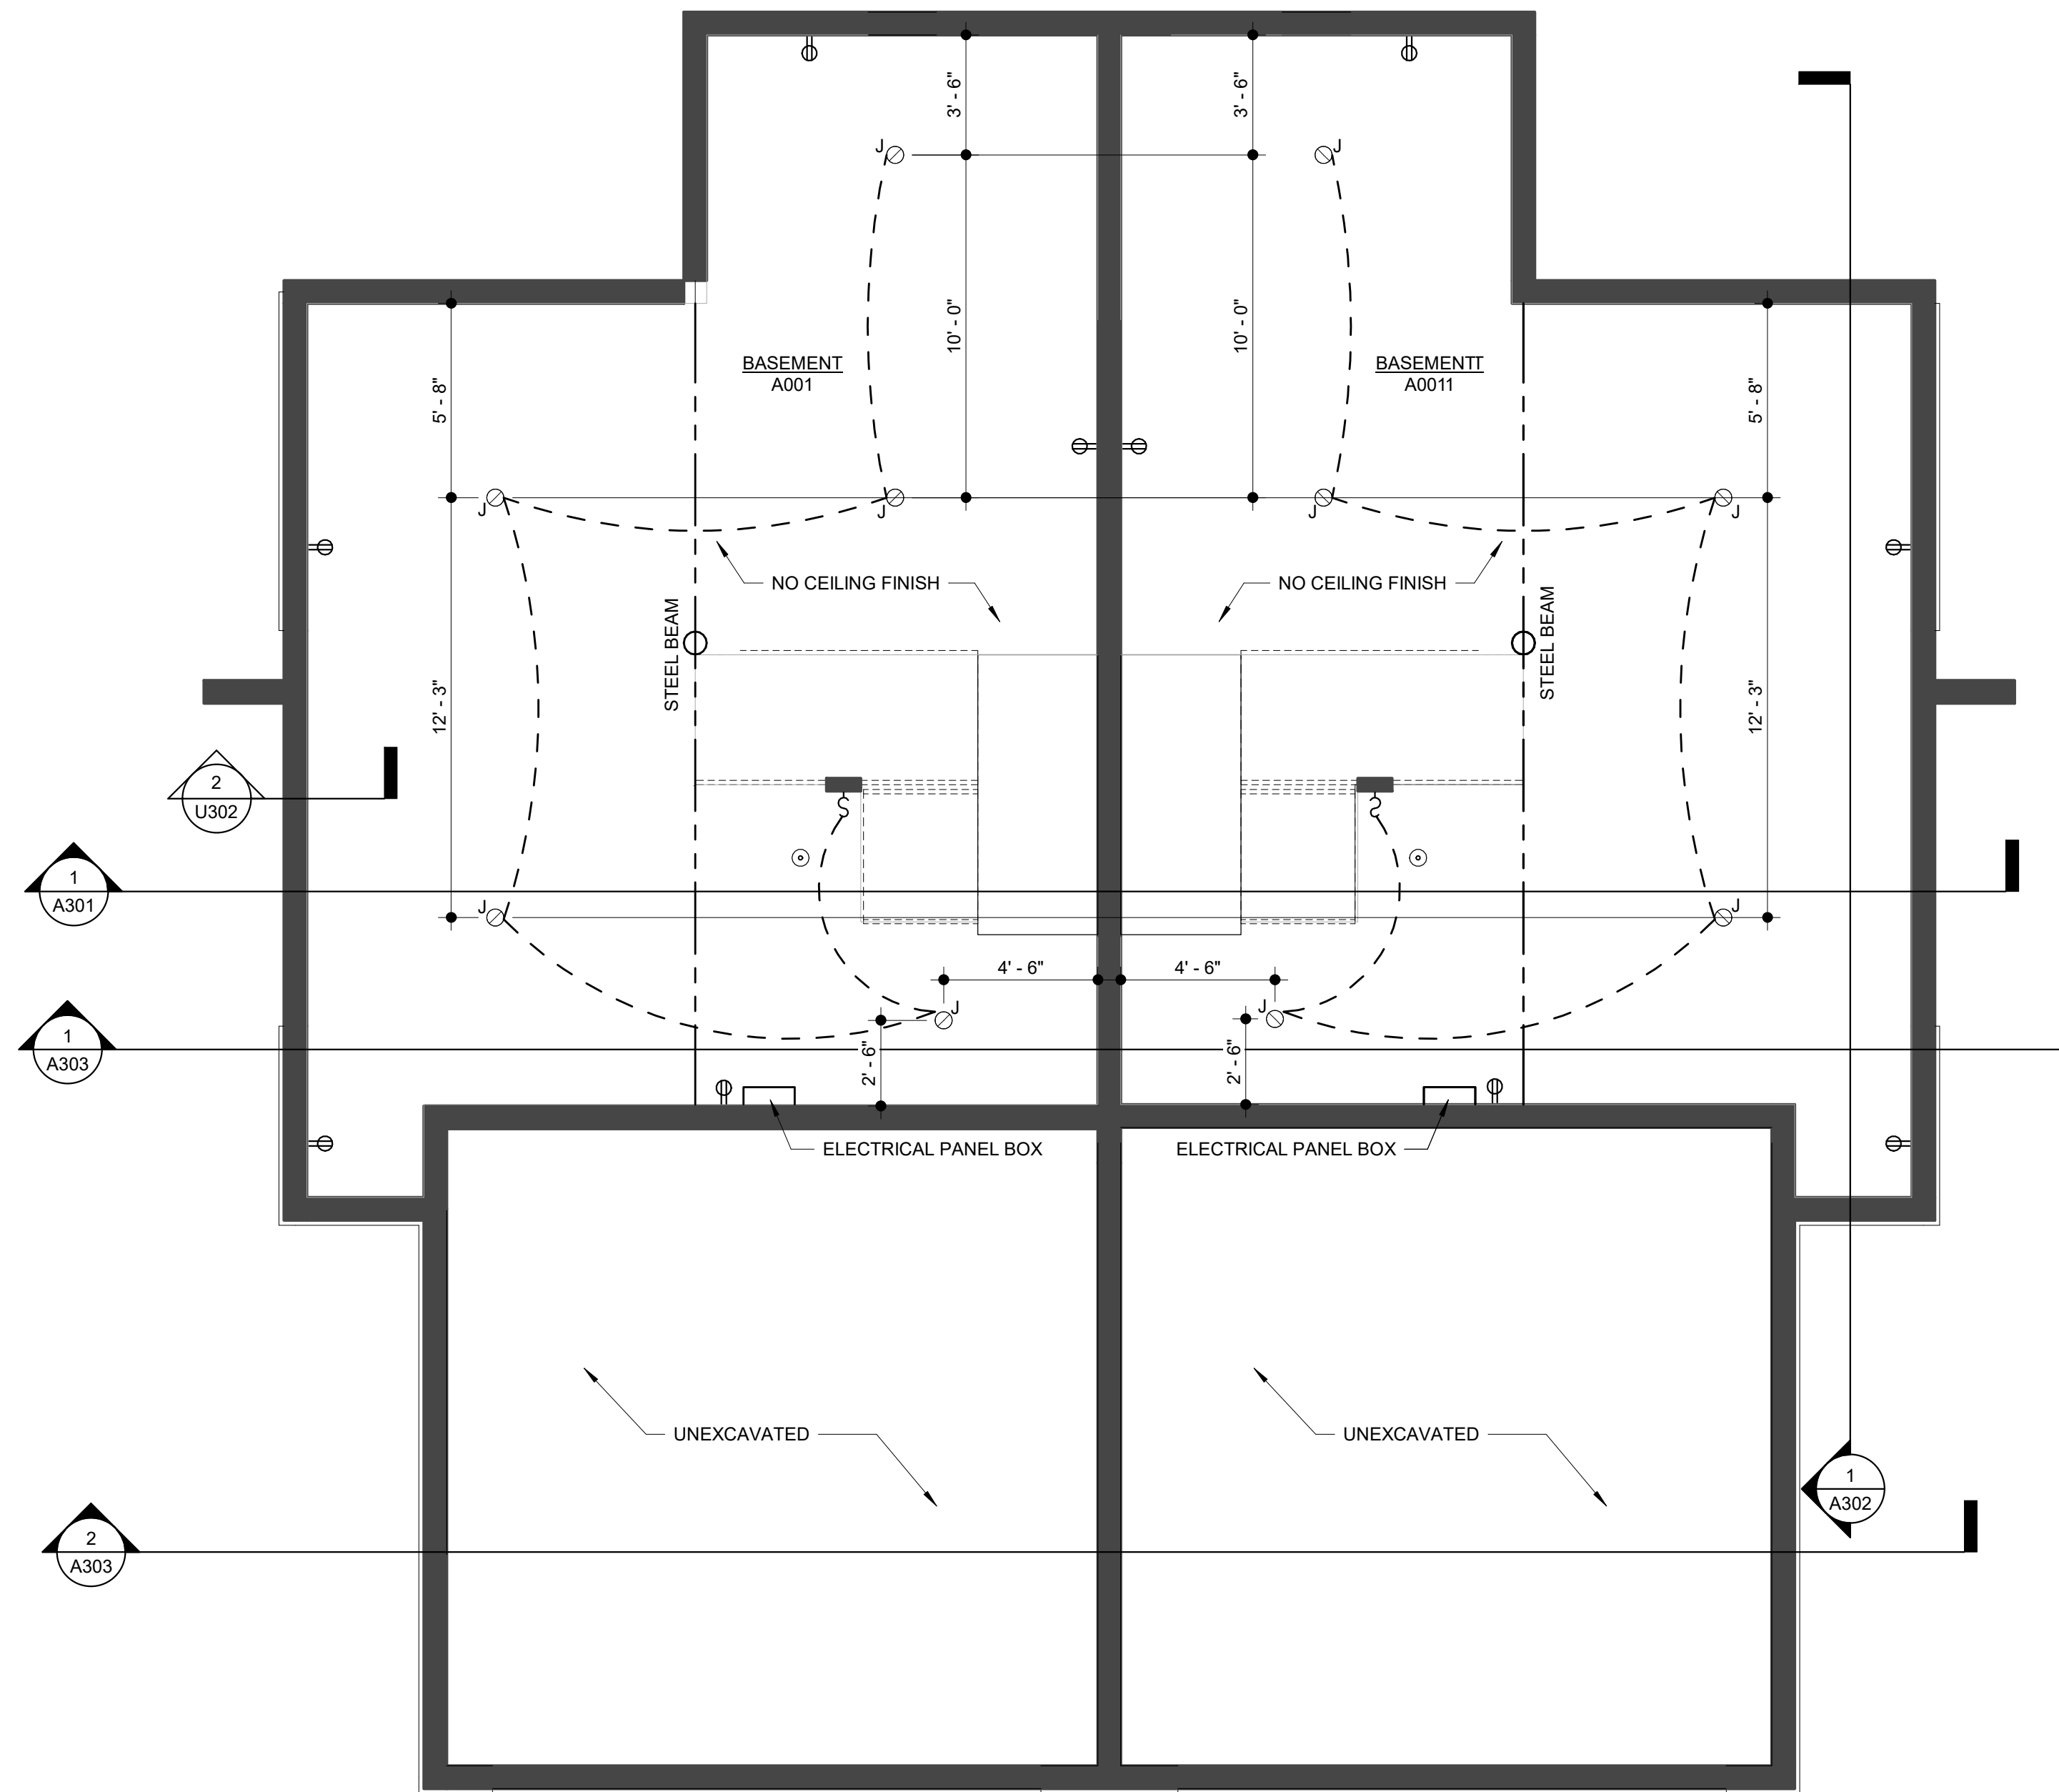 3' - 6"
3' - 6"
J
J
10' - 0"
10' - 0"
BASEMENT
A001
BASEMENTT
A0011
5' - 8"
5' - 8"
J
J
J
J
NO CEILING FINISH
NO CEILING FINISH
STEEL BEAM
STEEL BEAM
12' - 3"
12' - 3"
2
U302
1
A301
J
J
4' - 6"
4' - 6"
J
J
1
A303
2' - 6"
2' - 6"
ELECTRICAL PANEL BOX
ELECTRICAL PANEL BOX
UNEXCAVATED
UNEXCAVATED
1
A302
2
A303